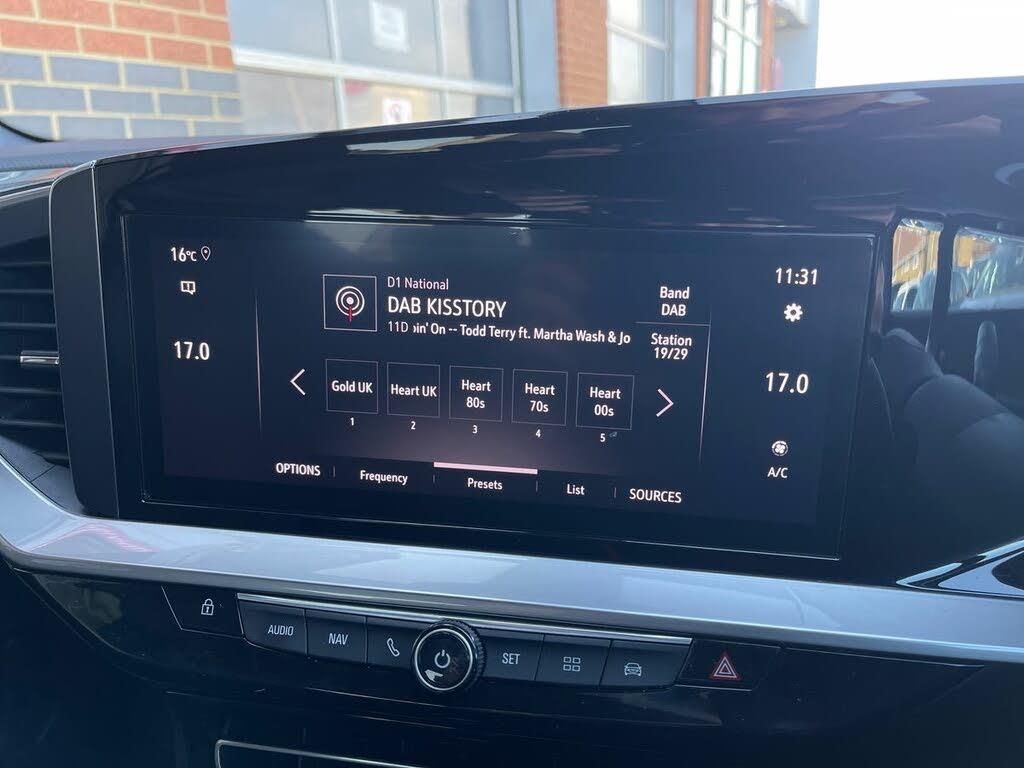 16°C
17.0
D1 National
DAB KISSTORY
11D oin' On -- Todd Terry ft. Martha Wash & Jo
Band
DAB
Station
19/29
Gold UK
1
Heart UK
2
Heart
80s
3
Heart
70s
4
Heart
00s
5
OPTIONS
Frequency
Presets
List
SOURCES
11:31
17.0
A/C
AUDIO
NAV
SET